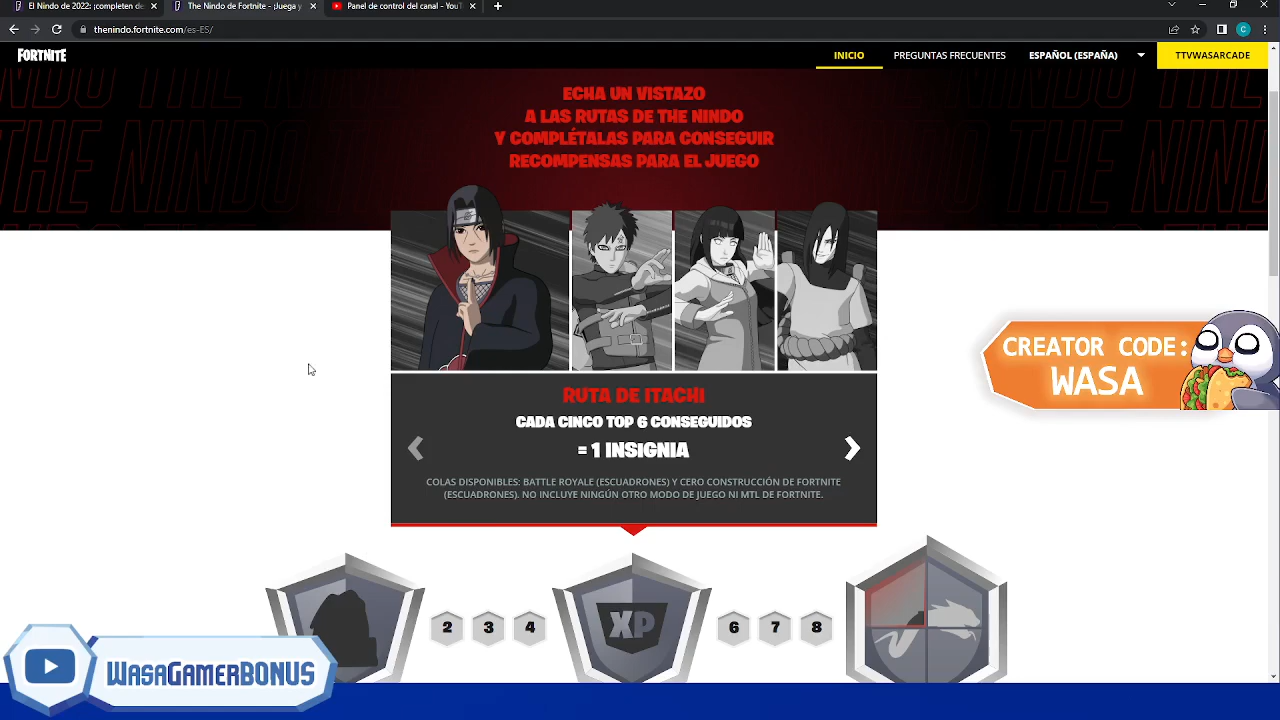 El Nindo de 2022: ¡completen de
The Nindo de Fortnite - ¡Juega y
Panel de control del canal - YouT
thenindo.fortnite.com/es-ES/
C
FORTNITE
INICIO
PREGUNTAS FRECUENTES
ESPAÑOL (ESPAÑA)
TTVWASARCADE
ECHA UN VISTAZO
A LAS RUTAS DE THE NINDO
Y COMPLÉTALAS PARA CONSEGUIR
RECOMPENSAS PARA EL JUEGO
CREATOR CODE:
WASA
RUTA DE ITACHI
CADA CINCO TOP 6 CONSEGUIDOS
= 1 INSIGNIA
COLAS DISPONIBLES: BATTLE ROYALE (ESCUADRONES) Y CERO CONSTRUCCIÓN DE FORTNITE
(ESCUADRONES). NO INCLUYE NINGÚN OTRO MODO DE JUEGO NI MTL DE FORTNITE.
2 3 4 XP 6 7 8
WASAGAMERBONUS